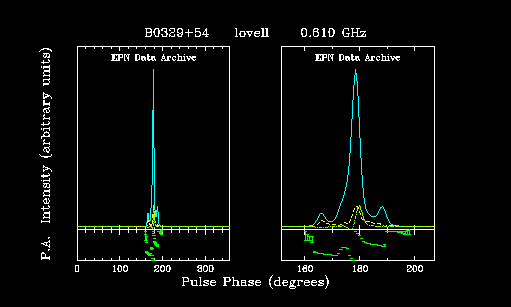 B0329+54 lovell 0.610 GHz
EPN Data Archive EPN Data Archive
P.A. Intensity (arbitrary units)
0 100 200 300 160 180 200
Pulse Phase (degrees)